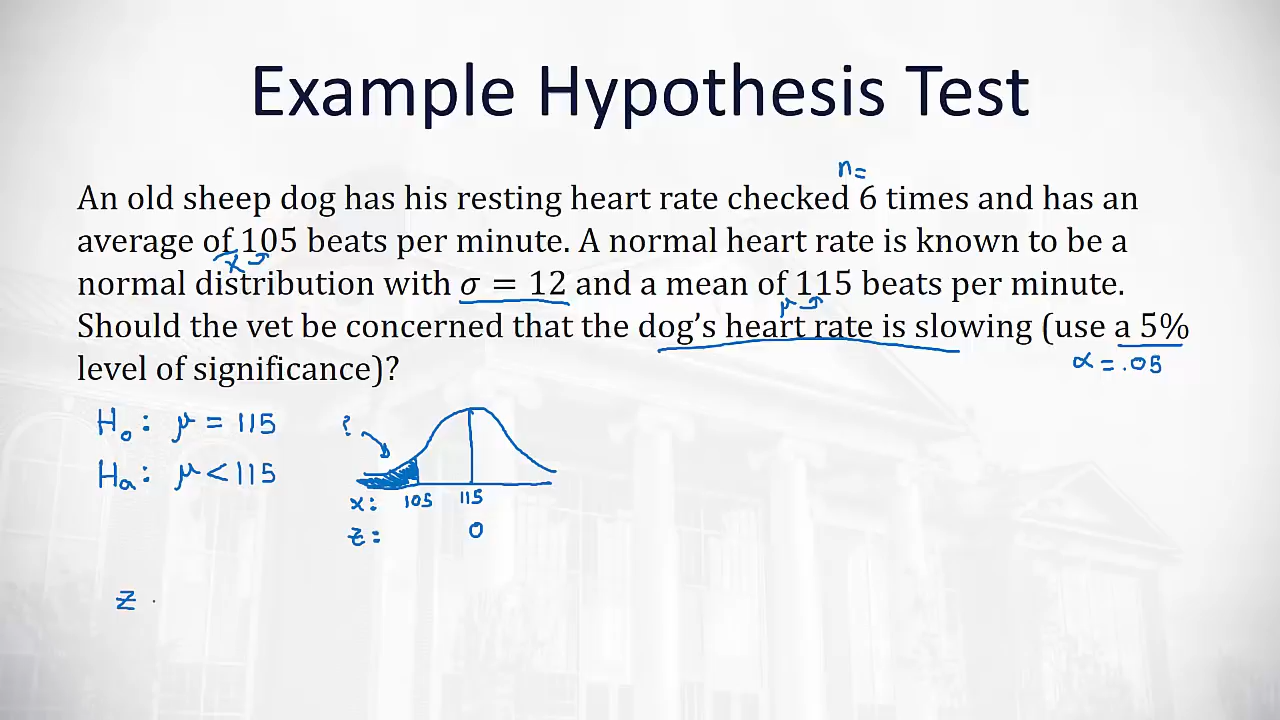 Example Hypothesis Test
n=
An old sheep dog has his resting heart rate checked 6 times and has an
average of 105 beats per minute. A normal heart rate is known to be a
x̄
normal distribution with σ = 12 and a mean of 115 beats per minute.
μ
Should the vet be concerned that the dog's heart rate is slowing (use a 5%
level of significance)?
α = .05
H₀: μ = 115
Hₐ: μ < 115
?
x: 105 115
z: 0
z